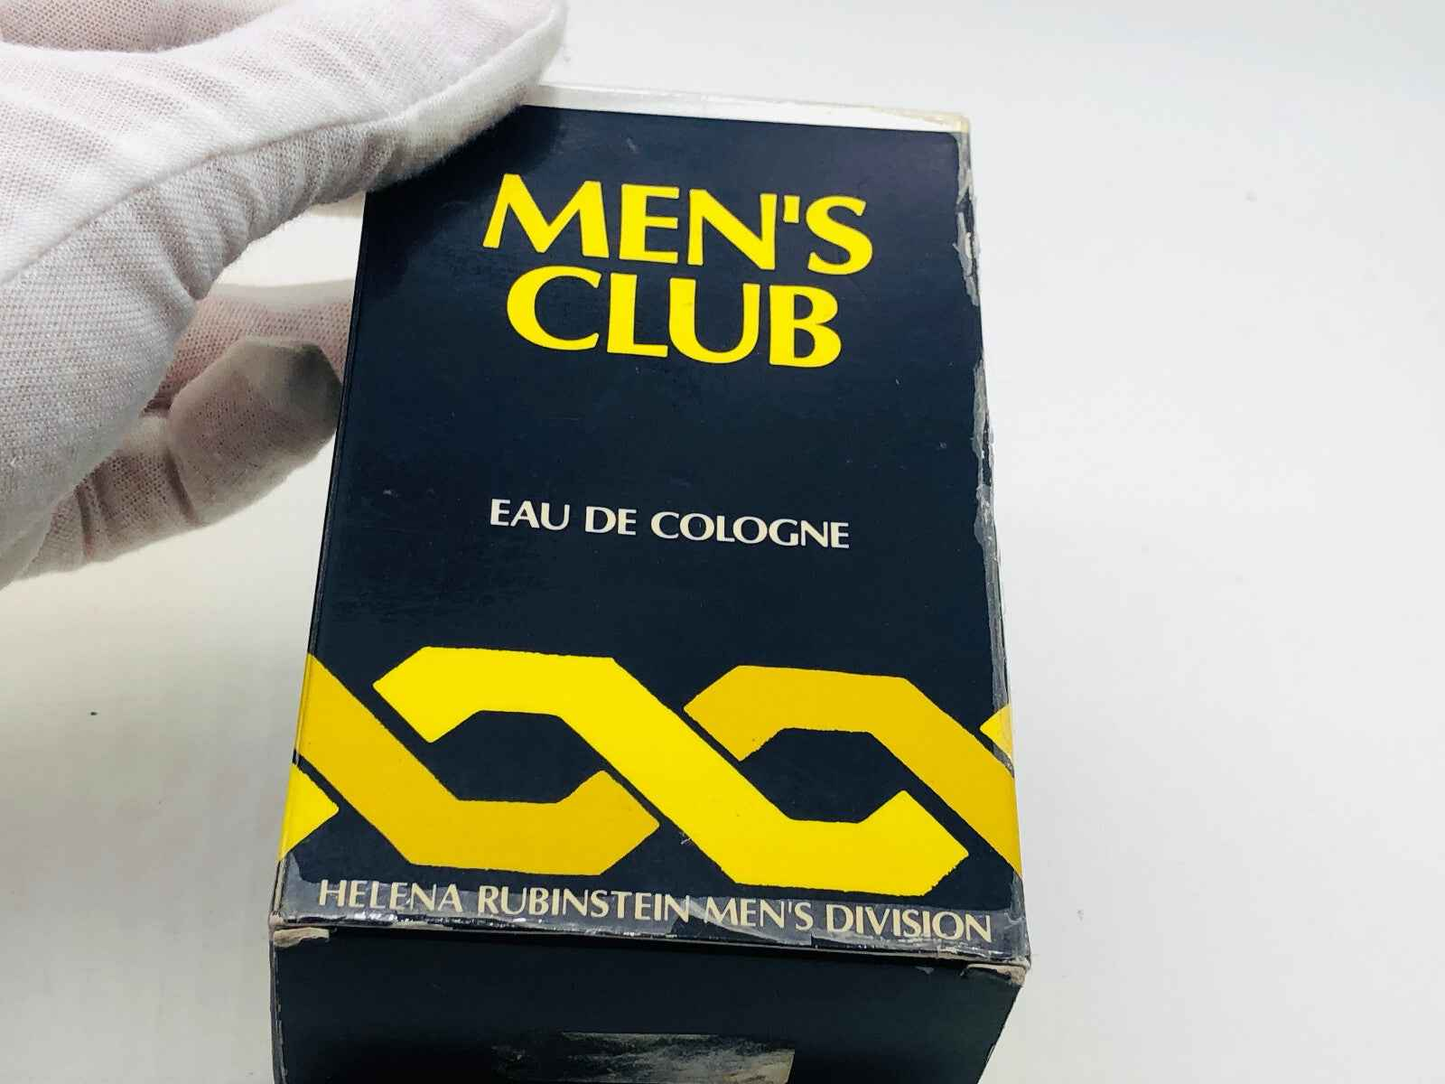 MEN'S
CLUB
EAU DE COLOGNE
HELENA RUBINSTEIN MEN'S DIVISION